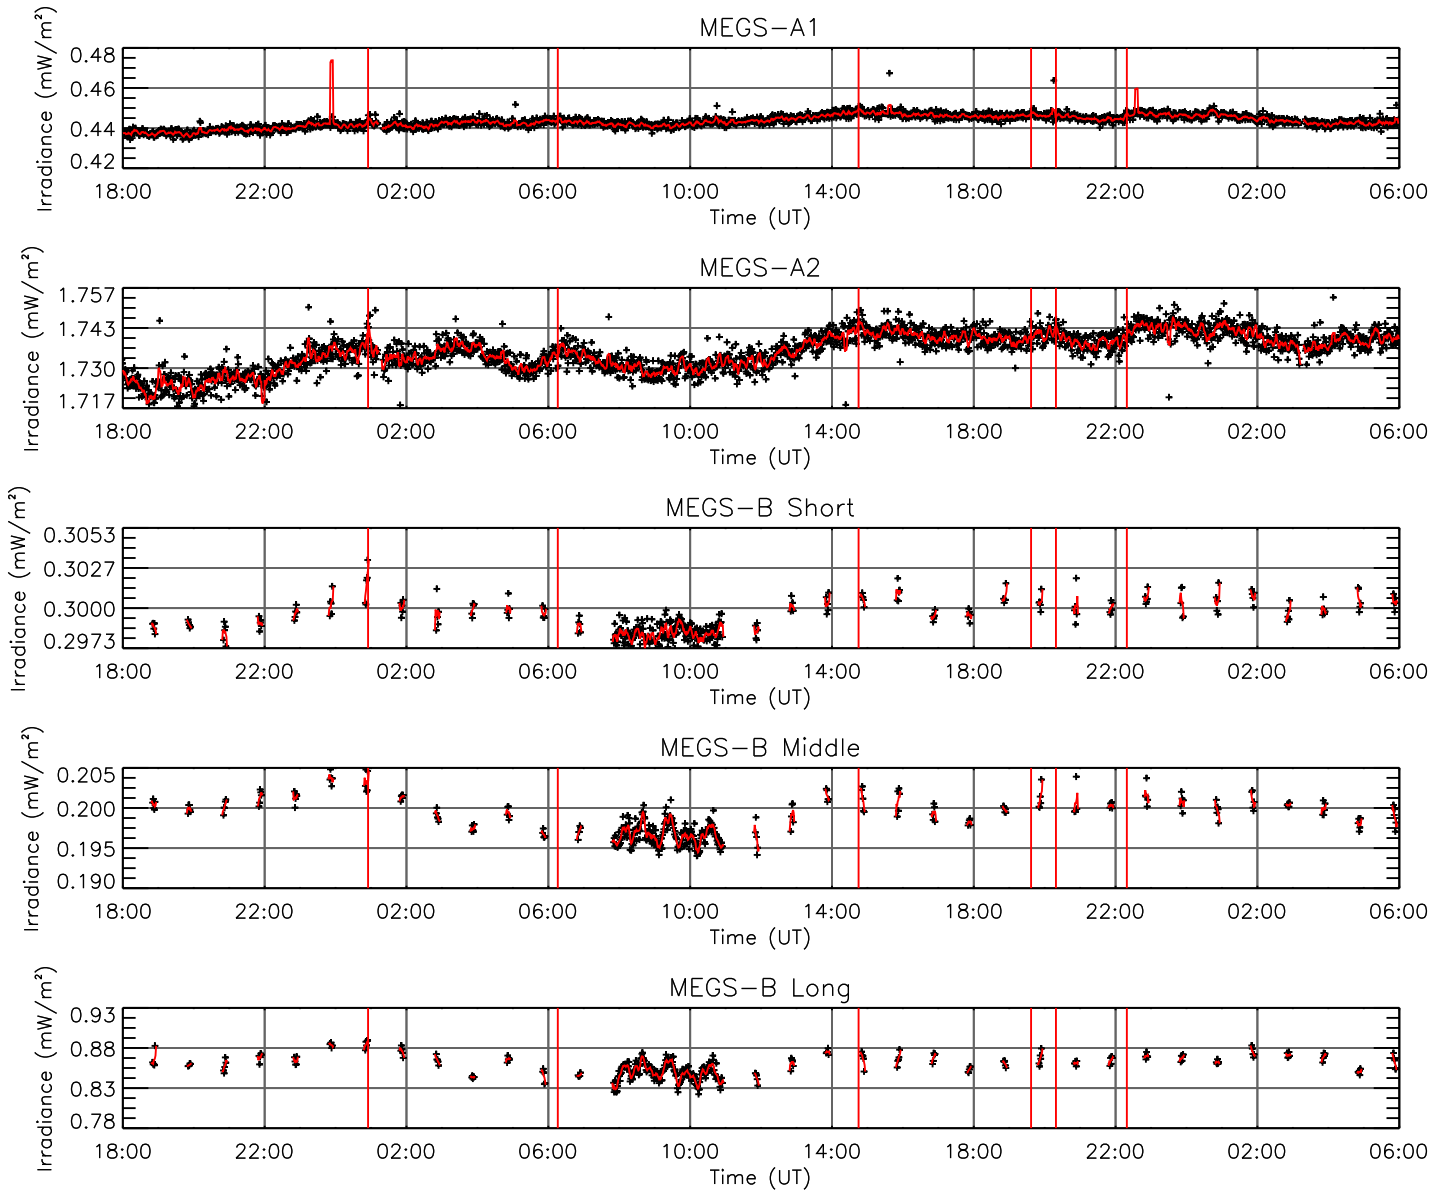 MEGS-A1
Irradiance (mW/m²)
0.48
0.46
0.44
0.42
18:00 22:00 02:00 06:00 10:00 14:00 18:00 22:00 02:00 06:00
Time (UT)
MEGS-A2
Irradiance (mW/m²)
1.757
1.743
1.730
1.717
18:00 22:00 02:00 06:00 10:00 14:00 18:00 22:00 02:00 06:00
Time (UT)
MEGS-B Short
Irradiance (mW/m²)
0.3053
0.3027
0.3000
0.2973
18:00 22:00 02:00 06:00 10:00 14:00 18:00 22:00 02:00 06:00
Time (UT)
MEGS-B Middle
Irradiance (mW/m²)
0.205
0.200
0.195
0.190
18:00 22:00 02:00 06:00 10:00 14:00 18:00 22:00 02:00 06:00
Time (UT)
MEGS-B Long
Irradiance (mW/m²)
0.93
0.88
0.83
0.78
18:00 22:00 02:00 06:00 10:00 14:00 18:00 22:00 02:00 06:00
Time (UT)